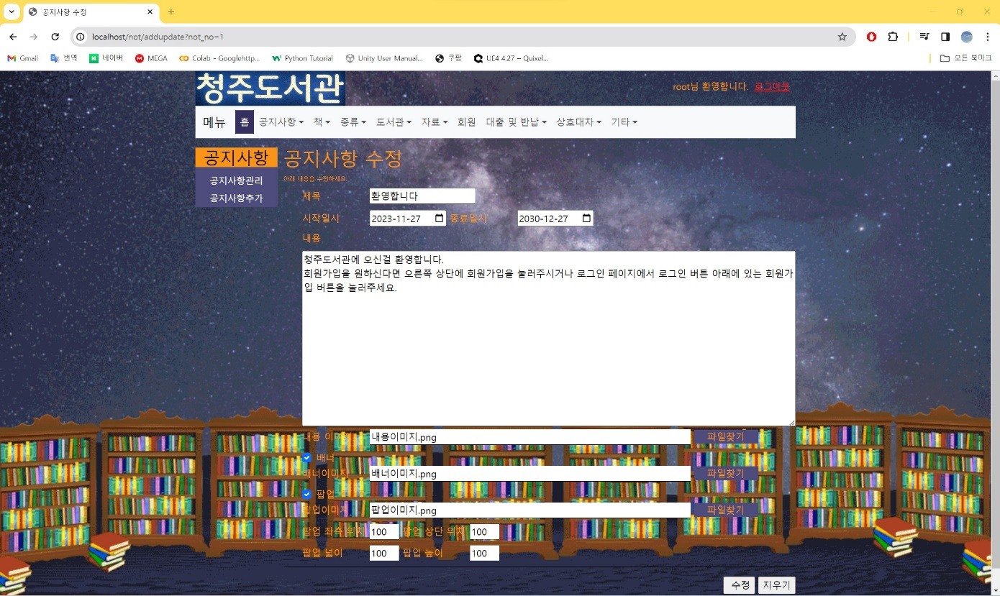 공지사항 수정
localhost/not/addupdate?not_no=1
Gmail 번역 네이버 MEGA Colab - Googlehttp... Python Tutorial Unity User Manual... 쿠팡 UE4 4.27 – Quixel... 모든 북마크
청주도서관
root님 환영합니다. 로그아웃
메뉴 홈 공지사항 책 종류 도서관 자료 회원 대출 및 반납 상호대차 기타
공지사항
공지사항관리
공지사항추가
공지사항 수정
아래 내용을 수정하세요.
제목 환영합니다
시작일시 2023-11-27 종료일시 2030-12-27
내용
청주도서관에 오신걸 환영합니다.
회원가입을 원하신다면 오른쪽 상단에 회원가입을 눌러주시거나 로그인 페이지에서 로그인 버튼 아래에 있는 회원가
입 버튼을 눌러주세요.
내용 이미지 내용이미지.png 파일찾기
배너
배너이미지 배너이미지.png 파일찾기
팝업
팝업이미지 팝업이미지.png 파일찾기
팝업 좌측 위치 100 팝업 상단 위치 100
팝업 넓이 100 팝업 높이 100
수정 지우기